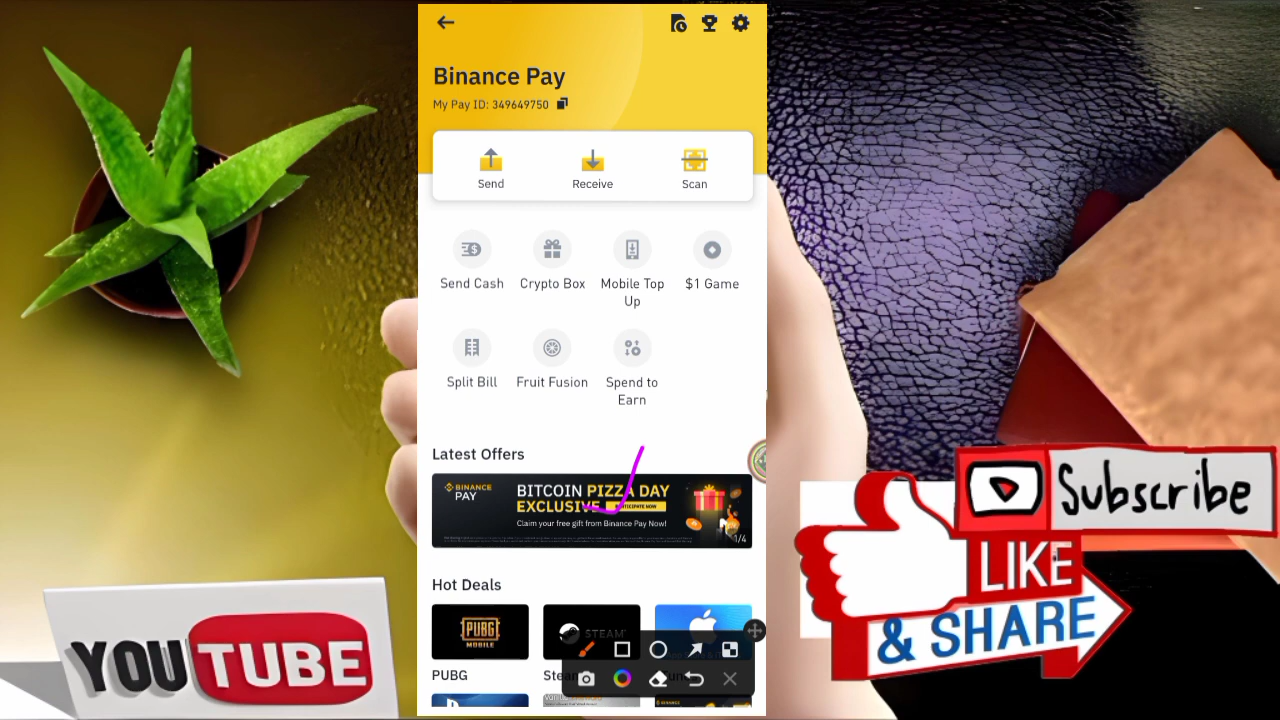 Binance Pay
My Pay ID: 349649750
Send
Receive
Scan
Send Cash
Crypto Box
Mobile Top
Up
$1 Game
Split Bill
Fruit Fusion
Spend to
Earn
Latest Offers
BINANCE
PAY
BITCOIN PIZZA DAY
EXCLUSIVE
Claim your free gift from Binance Pay Now!
1/4
Hot Deals
PUBG
MOBILE
STEAM
PUBG
YOUTUBE
Subscribe
LIKE
& SHARE